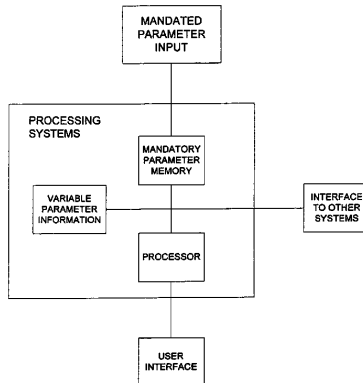 MANDATED
PARAMETER
INPUT
PROCESSING
SYSTEMS
MANDATORY
PARAMETER
MEMORY
VARIABLE
PARAMETER
INFORMATION
INTERFACE
TO OTHER
SYSTEMS
PROCESSOR
USER
INTERFACE